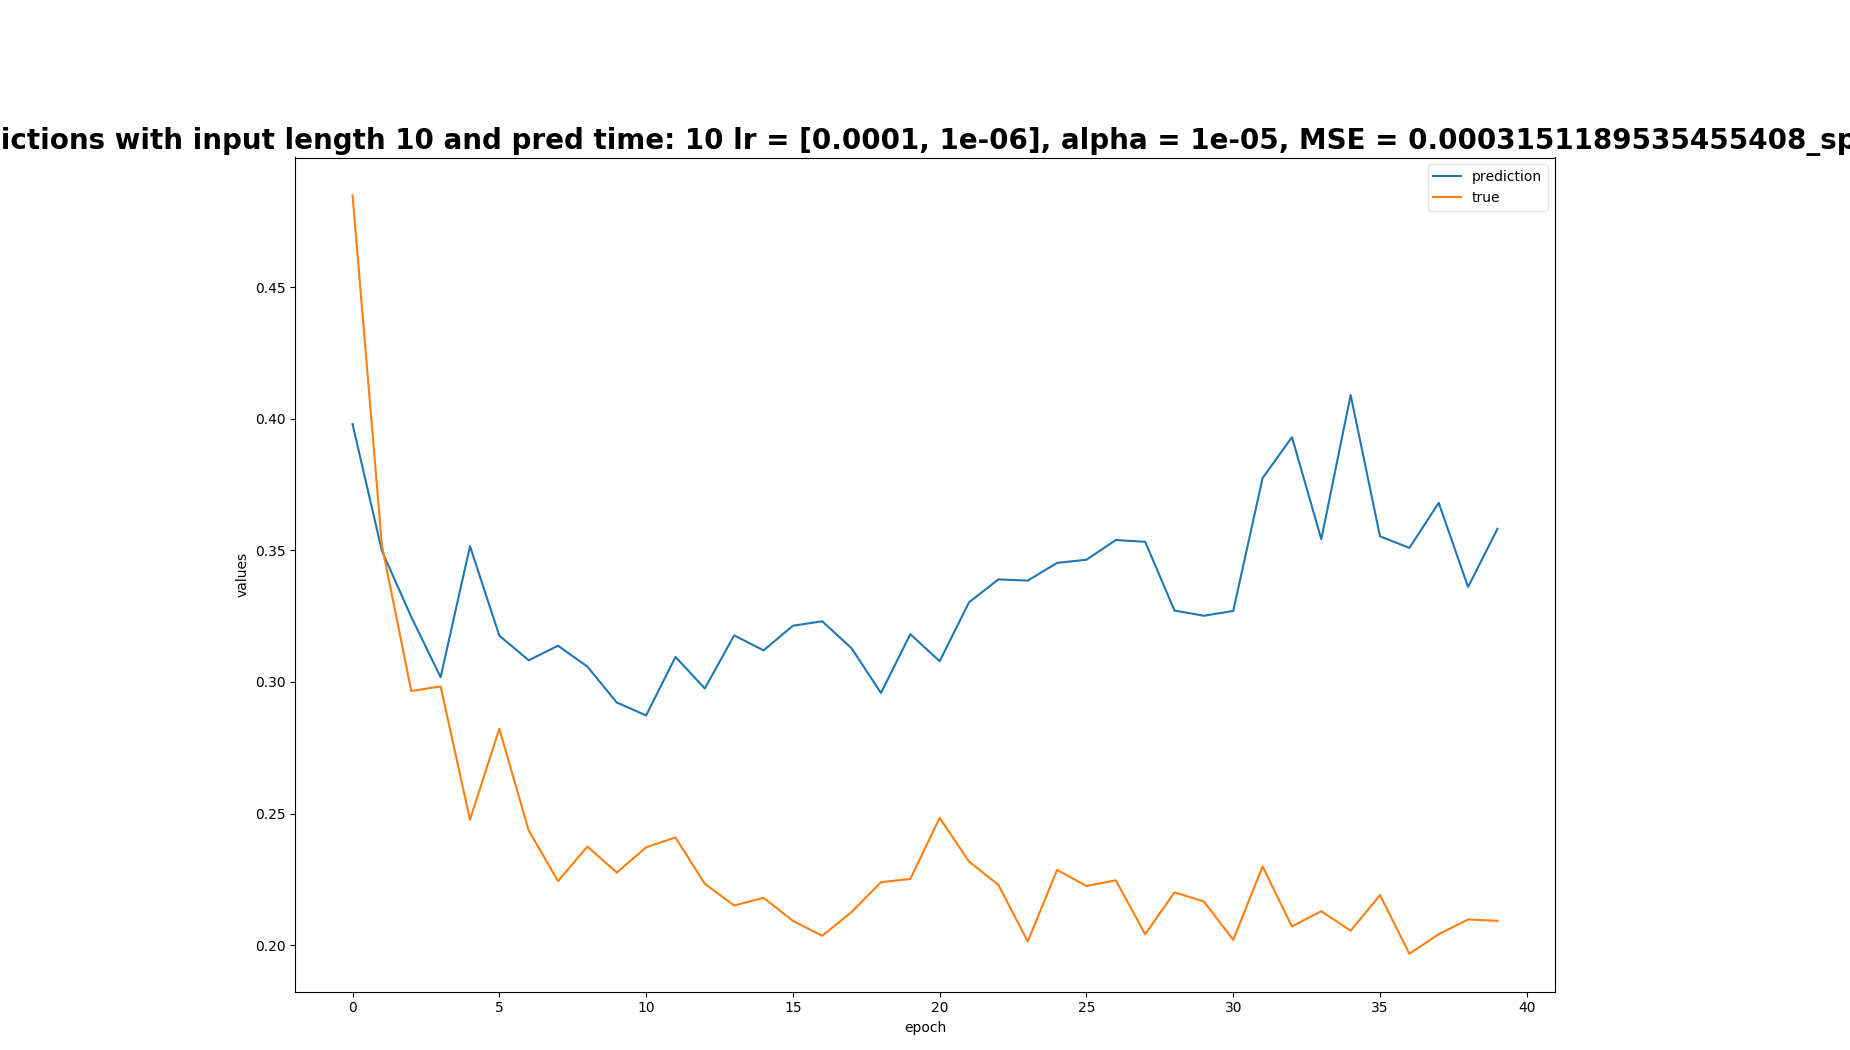 ictions with input length 10 and pred time: 10 lr = [0.0001, 1e-06], alpha = 1e-05, MSE = 0.0003151189535455408_sp
prediction
true
0.45
0.40
0.35
0.30
0.25
0.20
values
0 5 10 15 20 25 30 35 40
epoch